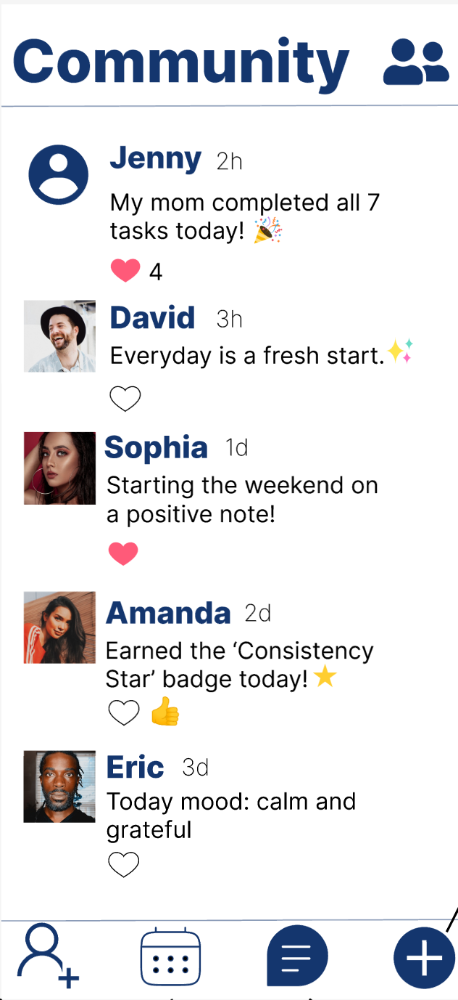 Community
Jenny 2h
My mom completed all 7
tasks today! 🎉
4
David 3h
Everyday is a fresh start.✨
Sophia 1d
Starting the weekend on
a positive note!
Amanda 2d
Earned the ‘Consistency
Star’ badge today! ⭐
👍
Eric 3d
Today mood: calm and
grateful